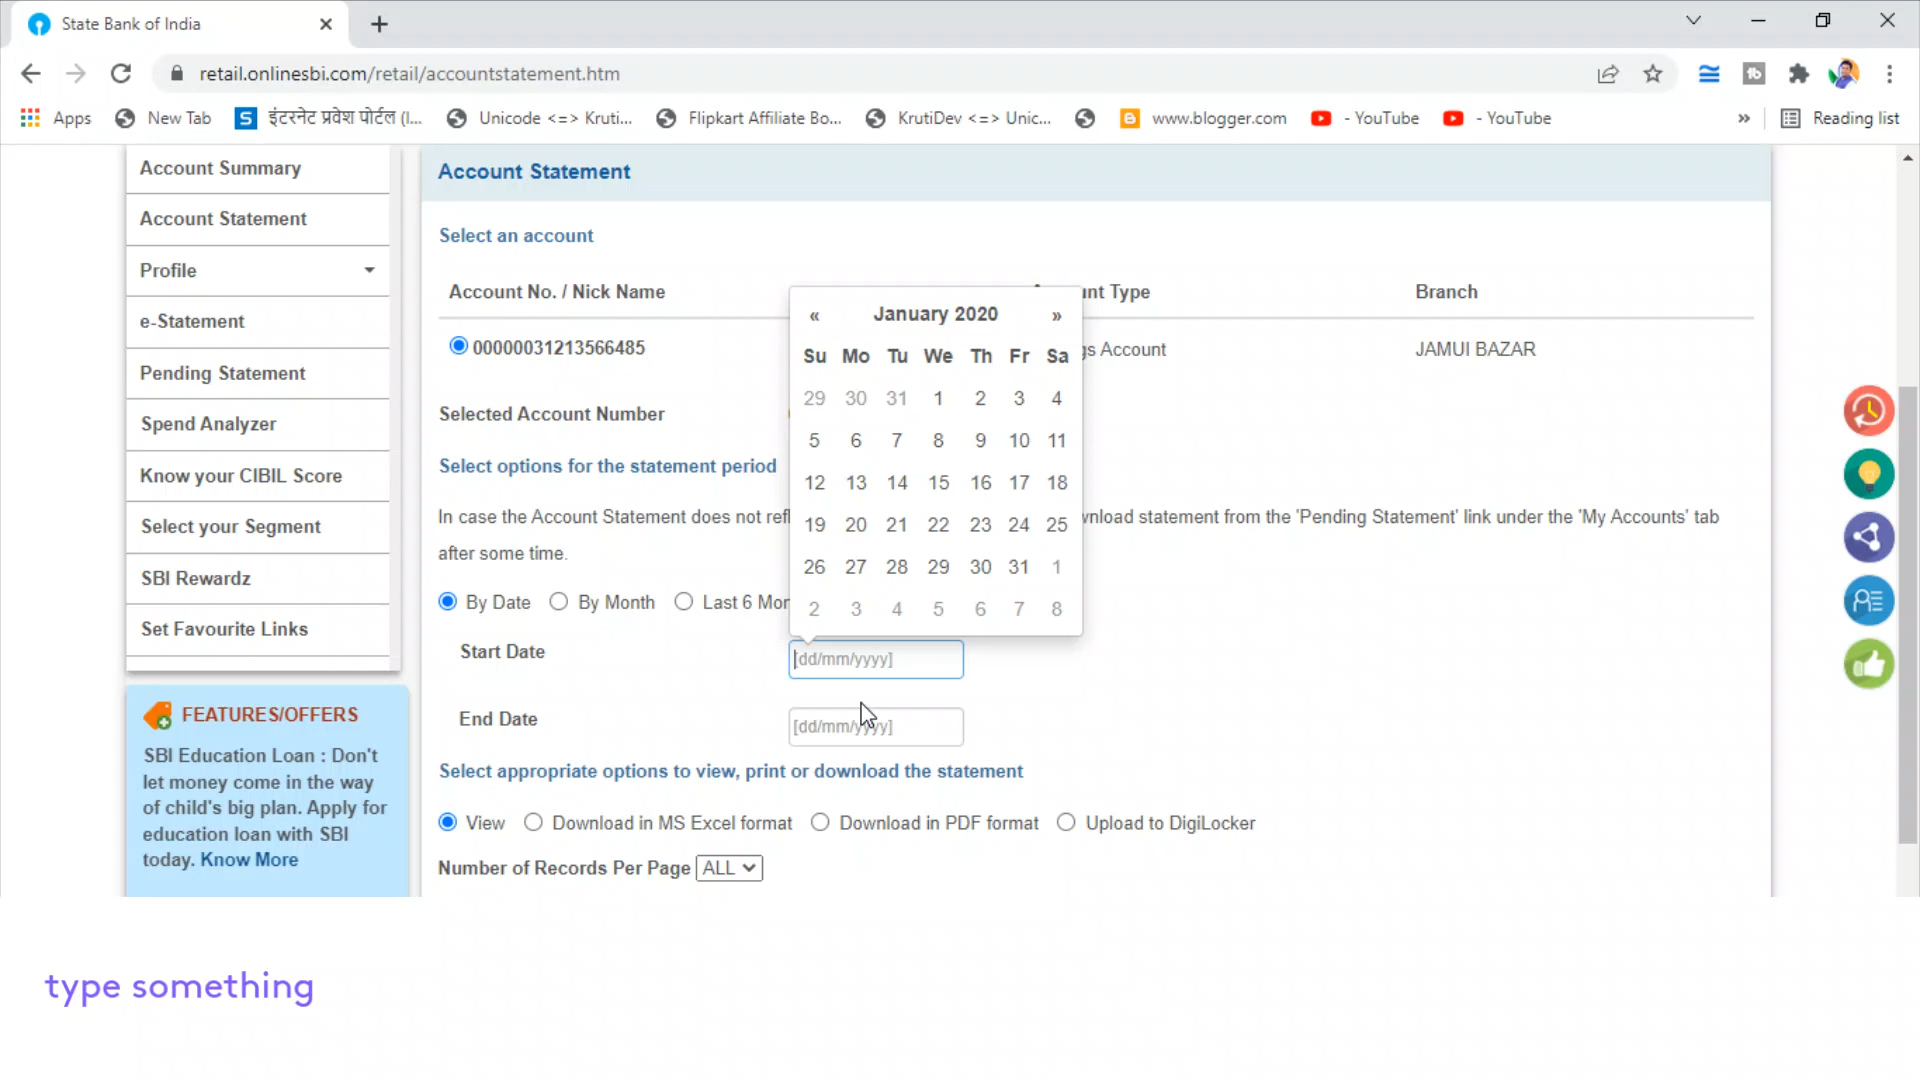 State Bank of India
retail.onlinesbi.com/retail/accountstatement.htm
Apps New Tab इंटरनेट प्रवेश पोर्टल (I... Unicode <=> Kruti... Flipkart Affiliate Bo... KrutiDev <=> Unic... www.blogger.com - YouTube - YouTube » Reading list
Account Summary
Account Statement
Profile
e-Statement
Pending Statement
Spend Analyzer
Know your CIBIL Score
Select your Segment
SBI Rewardz
Set Favourite Links
FEATURES/OFFERS
SBI Education Loan : Don't
let money come in the way
of child's big plan. Apply for
education loan with SBI
today. Know More
Account Statement
Select an account
Account No. / Nick Name nt Type Branch
00000031213566485 gs Account JAMUI BAZAR
Selected Account Number
Select options for the statement period
In case the Account Statement does not refl wnload statement from the 'Pending Statement' link under the 'My Accounts' tab
after some time.
By Date By Month Last 6 Mon
« January 2020 »
Su Mo Tu We Th Fr Sa
29 30 31 1 2 3 4
5 6 7 8 9 10 11
12 13 14 15 16 17 18
19 20 21 22 23 24 25
26 27 28 29 30 31 1
2 3 4 5 6 7 8
Start Date [dd/mm/yyyy]
End Date [dd/mm/yyyy]
Select appropriate options to view, print or download the statement
View Download in MS Excel format Download in PDF format Upload to DigiLocker
Number of Records Per Page ALL
type something